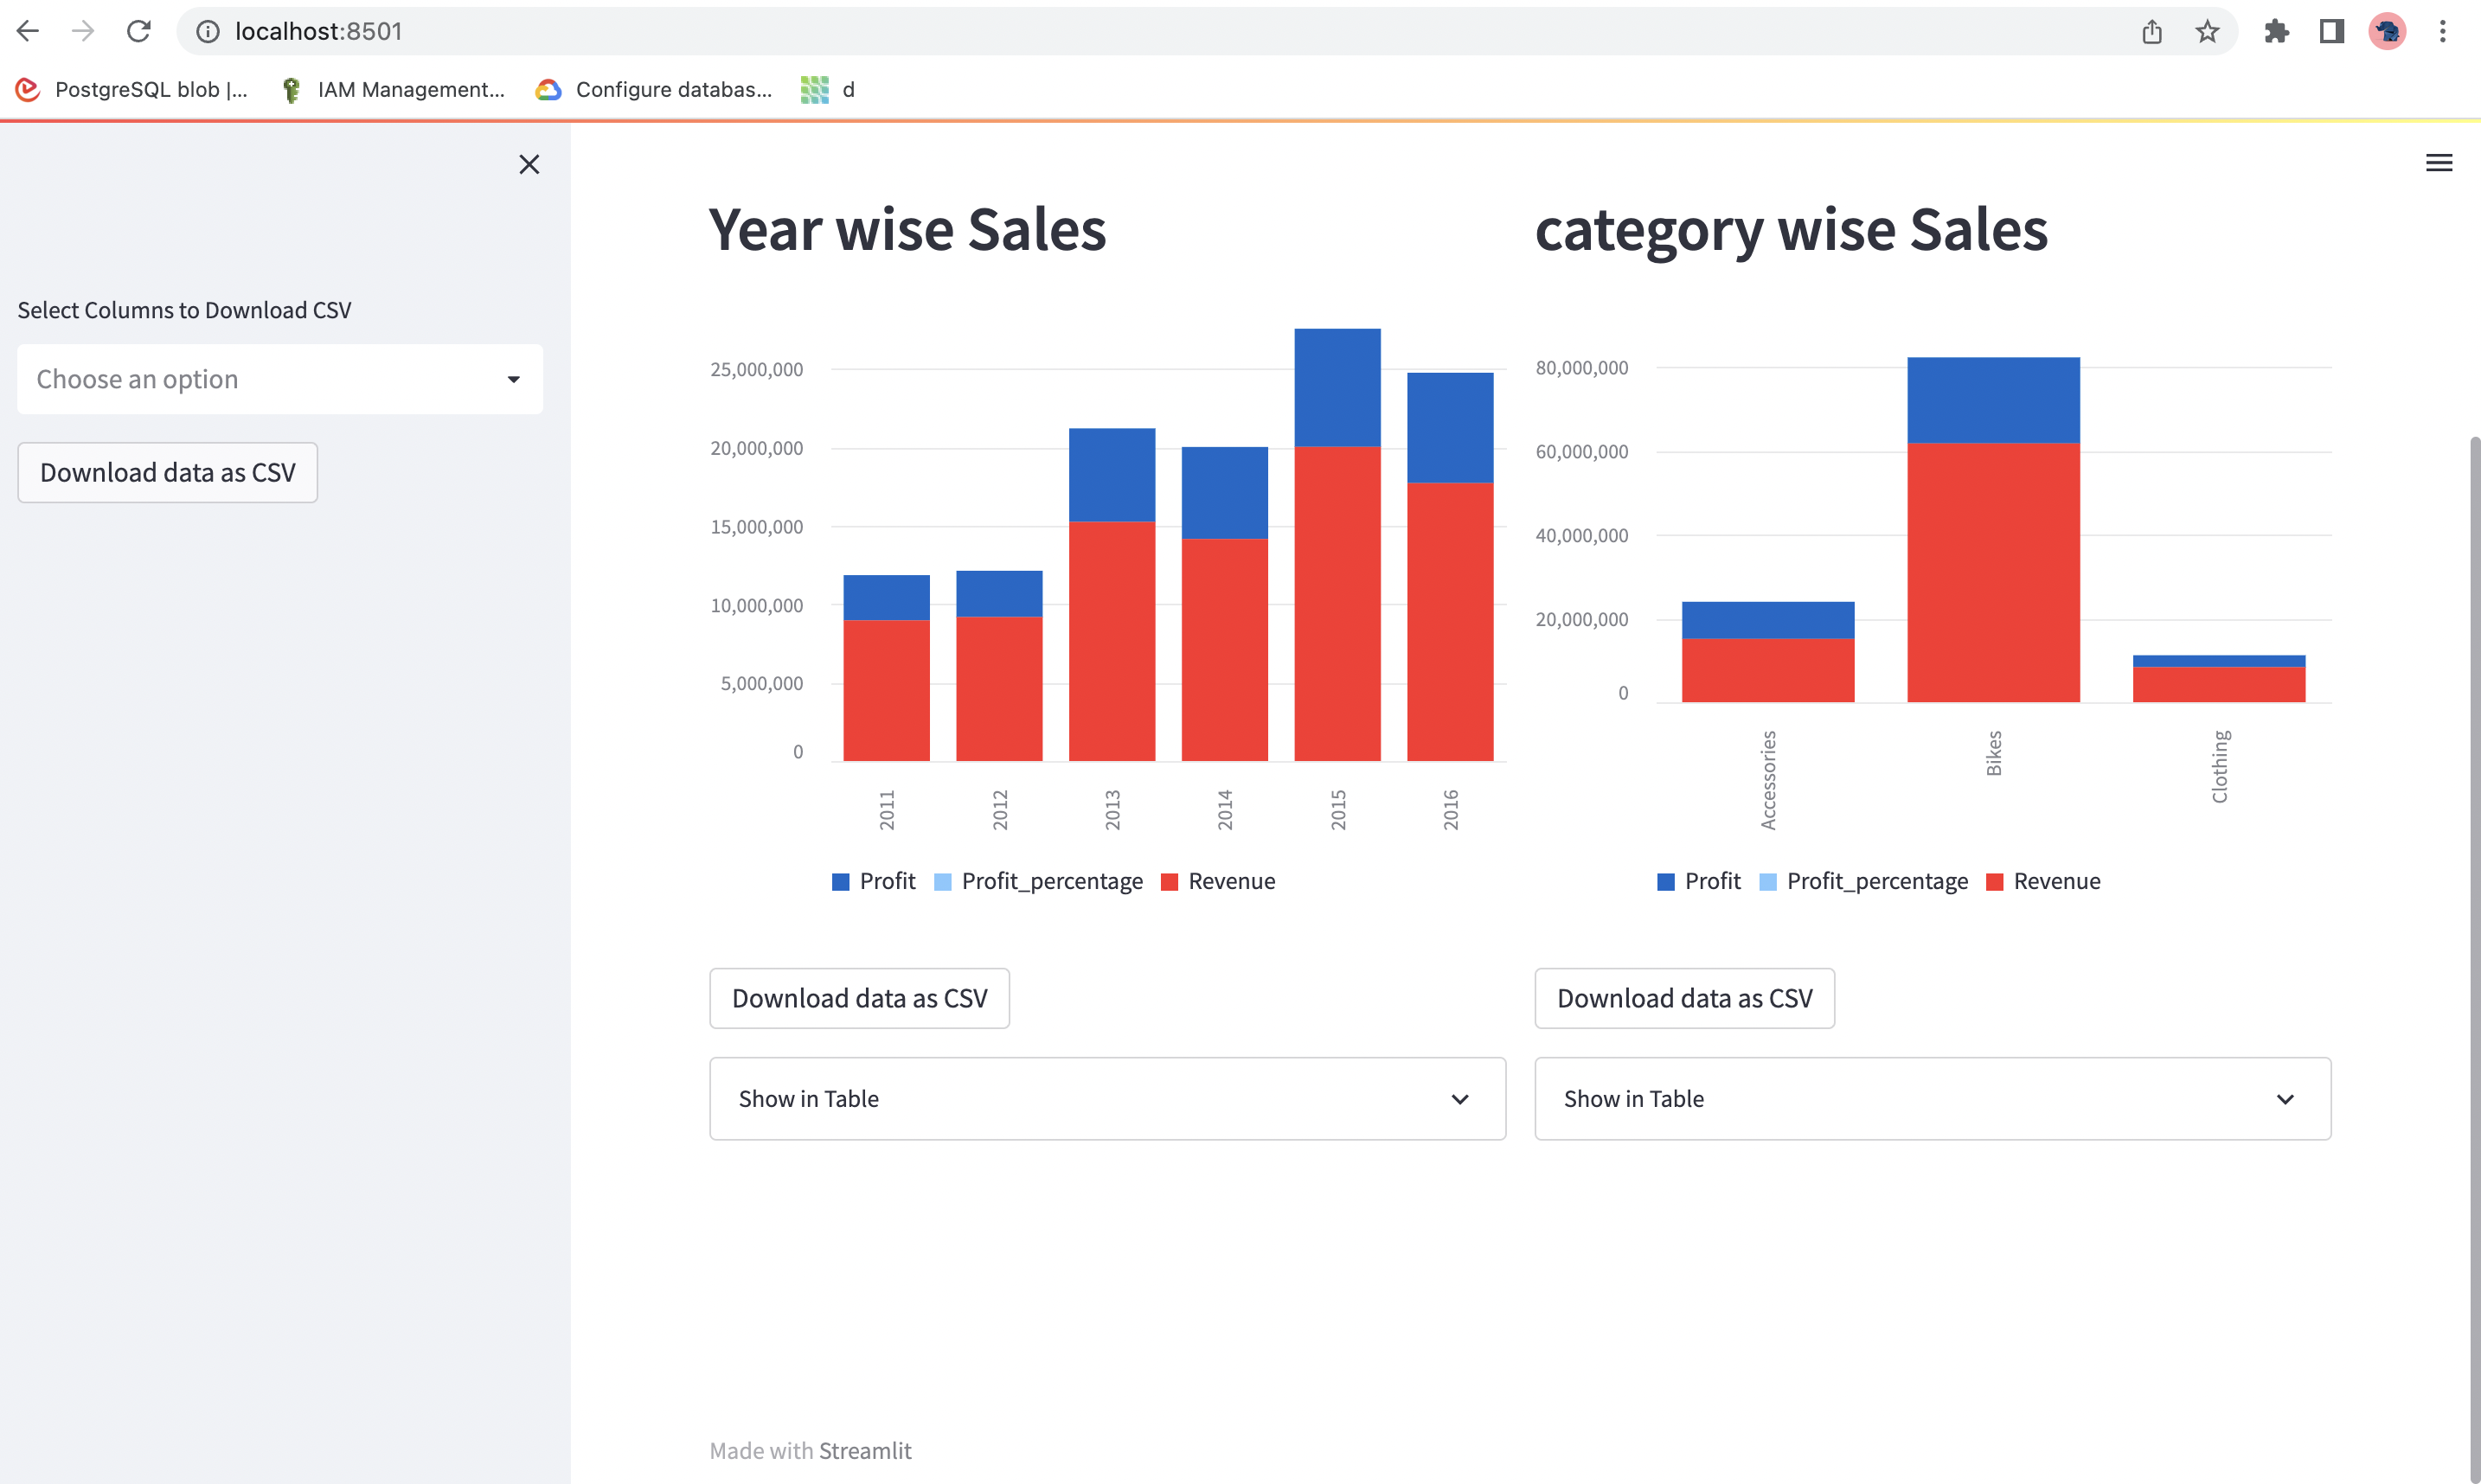 localhost:8501
PostgreSQL blob |...
IAM Management...
Configure databas...
d
Select Columns to Download CSV
Choose an option
Download data as CSV
Year wise Sales
25,000,000
20,000,000
15,000,000
10,000,000
5,000,000
0
2011
2012
2013
2014
2015
2016
Profit
Profit_percentage
Revenue
Download data as CSV
Show in Table
category wise Sales
80,000,000
60,000,000
40,000,000
20,000,000
0
Accessories
Bikes
Clothing
Profit
Profit_percentage
Revenue
Download data as CSV
Show in Table
Made with Streamlit